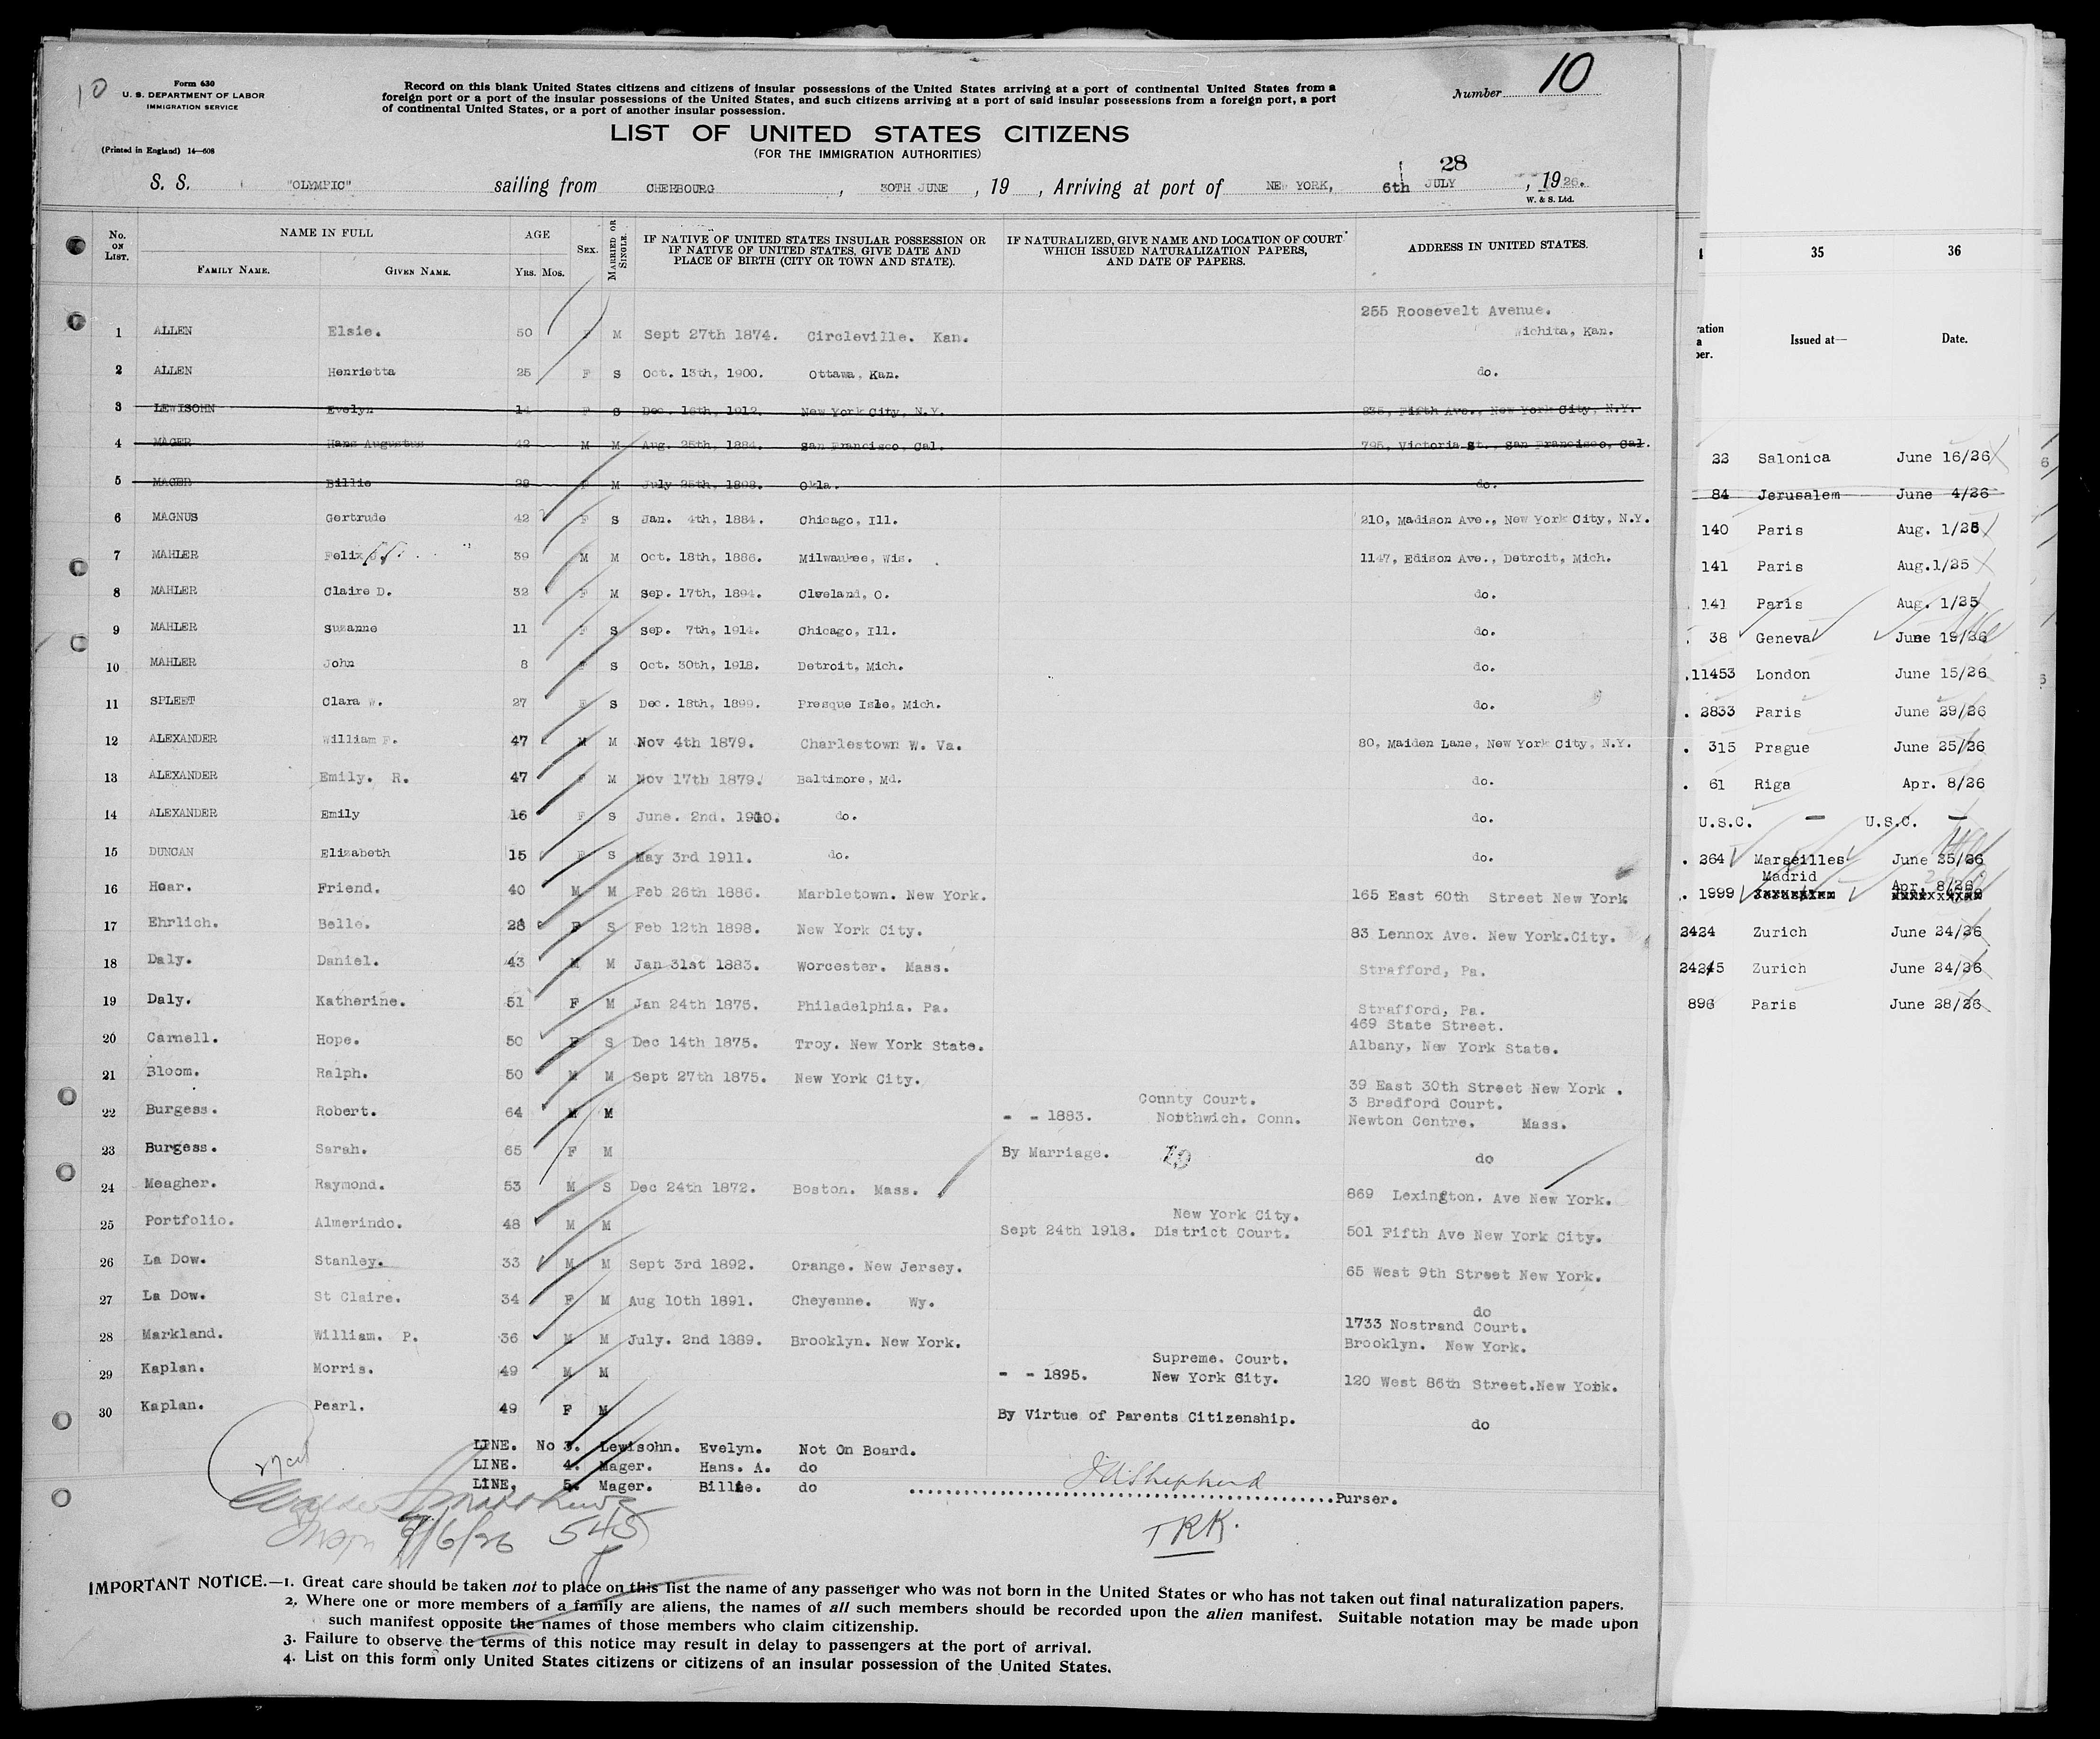 10
Form 630
U. S. DEPARTMENT OF LABOR
IMMIGRATION SERVICE
(Printed in England) 14—608
Record on this blank United States citizens and citizens of insular possessions of the United States arriving at a port of continental United States from a
foreign port or a port of the insular possessions of the United States, and such citizens arriving at a port of said insular possessions from a foreign port, a port
of continental United States, or a port of another insular possession.
Number 10
LIST OF UNITED STATES CITIZENS
(FOR THE IMMIGRATION AUTHORITIES)
28
S. S. "OLYMPIC" sailing from CHERBOURG, 30TH JUNE, 19 , Arriving at port of NEW YORK, 6th JULY, 1926.
W. & S. Ltd.
No. ON LIST. NAME IN FULL AGE SEX. MARRIED OR SINGLE. IF NATIVE OF UNITED STATES INSULAR POSSESSION OR IF NATIVE OF UNITED STATES, GIVE DATE AND PLACE OF BIRTH (CITY OR TOWN AND STATE). IF NATURALIZED, GIVE NAME AND LOCATION OF COURT WHICH ISSUED NATURALIZATION PAPERS, AND DATE OF PAPERS. ADDRESS IN UNITED STATES.
FAMILY NAME. GIVEN NAME. YRS. MOS.
255 Roosevelt Avenue.
1 ALLEN Elsie. 50 F M Sept 27th 1874. Circleville. Kan. Wichita, Kan.
2 ALLEN Henrietta 25 F S Oct. 13th, 1900. Ottawa, Kan. do.
3 LEWISOHN Evelyn 14 F S Dec. 16th, 1912. New York City, N.Y. 835, Fifth Ave., New York City, N.Y.
4 MAGER Hans Augustus 42 M M Aug. 25th, 1884. San Francisco, Cal. 795, Victoria St., San Francisco, Cal.
5 MAGER Billie 28 F M July 25th, 1898. Okla. do.
6 MAGNUS Gertrude 42 F S Jan. 4th, 1884. Chicago, Ill. 210, Madison Ave., New York City, N.Y.
7 MAHLER Felix 39 M M Oct. 18th, 1886. Milwaukee, Wis. 1147, Edison Ave., Detroit, Mich.
8 MAHLER Claire D. 32 F M Sep. 17th, 1894. Cleveland, O. do.
9 MAHLER Suzanne 11 F S Sep. 7th, 1914. Chicago, Ill. do.
10 MAHLER John 8 S Oct. 30th, 1918. Detroit, Mich. do.
11 SPLEET Clara W. 27 F S Dec. 18th, 1899. Presque Isle, Mich. do.
12 ALEXANDER William F. 47 M M Nov 4th 1879. Charlestown W. Va. 80, Maiden Lane, New York City, N.Y.
13 ALEXANDER Emily. R. 47 F M Nov 17th 1879. Baltimore, Md. do.
14 ALEXANDER Emily 16 F S June. 2nd. 1910. do. do.
15 DUNCAN Elizabeth 15 F S May 3rd 1911. do. do.
16 Hoar. Friend. 40 M M Feb 26th 1886. Marbletown. New York. 165 East 60th Street New York
17 Ehrlich. Belle. 28 F S Feb 12th 1898. New York City. 83 Lennox Ave. New York.City.
18 Daly. Daniel. 43 M M Jan 31st 1883. Worcester. Mass. Strafford, Pa.
19 Daly. Katherine. 51 F M Jan 24th 1875. Philadelphia. Pa. Strafford, Pa.
469 State Street.
20 Carnell. Hope. 50 F S Dec 14th 1875. Troy. New York State. Albany, New York State.
21 Bloom. Ralph. 50 M M Sept 27th 1875. New York City. 39 East 30th Street New York .
County Court. 3 Bradford Court.
22 Burgess. Robert. 64 M M - - 1883. Northwich. Conn. Newton Centre. Mass.
23 Burgess. Sarah. 65 F M By Marriage. do
24 Meagher. Raymond. 53 M S Dec 24th 1872. Boston. Mass. 869 Lexington. Ave New York.
New York City.
25 Portfolio. Almerindo. 48 M M Sept 24th 1918. District Court. 501 Fifth Ave New York City.
26 La Dow. Stanley. 33 M M Sept 3rd 1892. Orange. New Jersey. 65 West 9th Street New York.
27 La Dow. St Claire. 34 F M Aug 10th 1891. Cheyenne. Wy. do
1733 Nostrand Court.
28 Markland. William. P. 36 M M July. 2nd 1889. Brooklyn. New York. Brooklyn. New York.
Supreme. Court.
29 Kaplan. Morris. 49 M M - - 1895. New York City. 120 West 86th Street.New York.
30 Kaplan. Pearl. 49 F M By Virtue of Parents Citizenship. do
LINE. No 3. Lewisohn. Evelyn. Not On Board.
LINE. 4. Mager. Hans. A. do
LINE. 5. Mager. Billie. do
J A Shepherd
Purser.
TRK.
7/6/26 545
IMPORTANT NOTICE.—1. Great care should be taken not to place on this list the name of any passenger who was not born in the United States or who has not taken out final naturalization papers.
2. Where one or more members of a family are aliens, the names of all such members should be recorded upon the alien manifest. Suitable notation may be made upon
such manifest opposite the names of those members who claim citizenship.
3. Failure to observe the terms of this notice may result in delay to passengers at the port of arrival.
4. List on this form only United States citizens or citizens of an insular possession of the United States.
35 36
Issued at— Date.
Salonica June 16/26
84 Jerusalem June 4/26
140 Paris Aug. 1/25
141 Paris Aug.1/25
141 Paris Aug. 1/25
38 Geneva June 19/26
11453 London June 15/26
2833 Paris June 29/26
315 Prague June 25/26
61 Riga Apr. 8/26
U.S.C. — U.S.C. —
264 Marseilles June 25/26
Madrid Apr. 8/26
1999
2424 Zurich June 24/26
Zurich June 24/26
896 Paris June 28/26